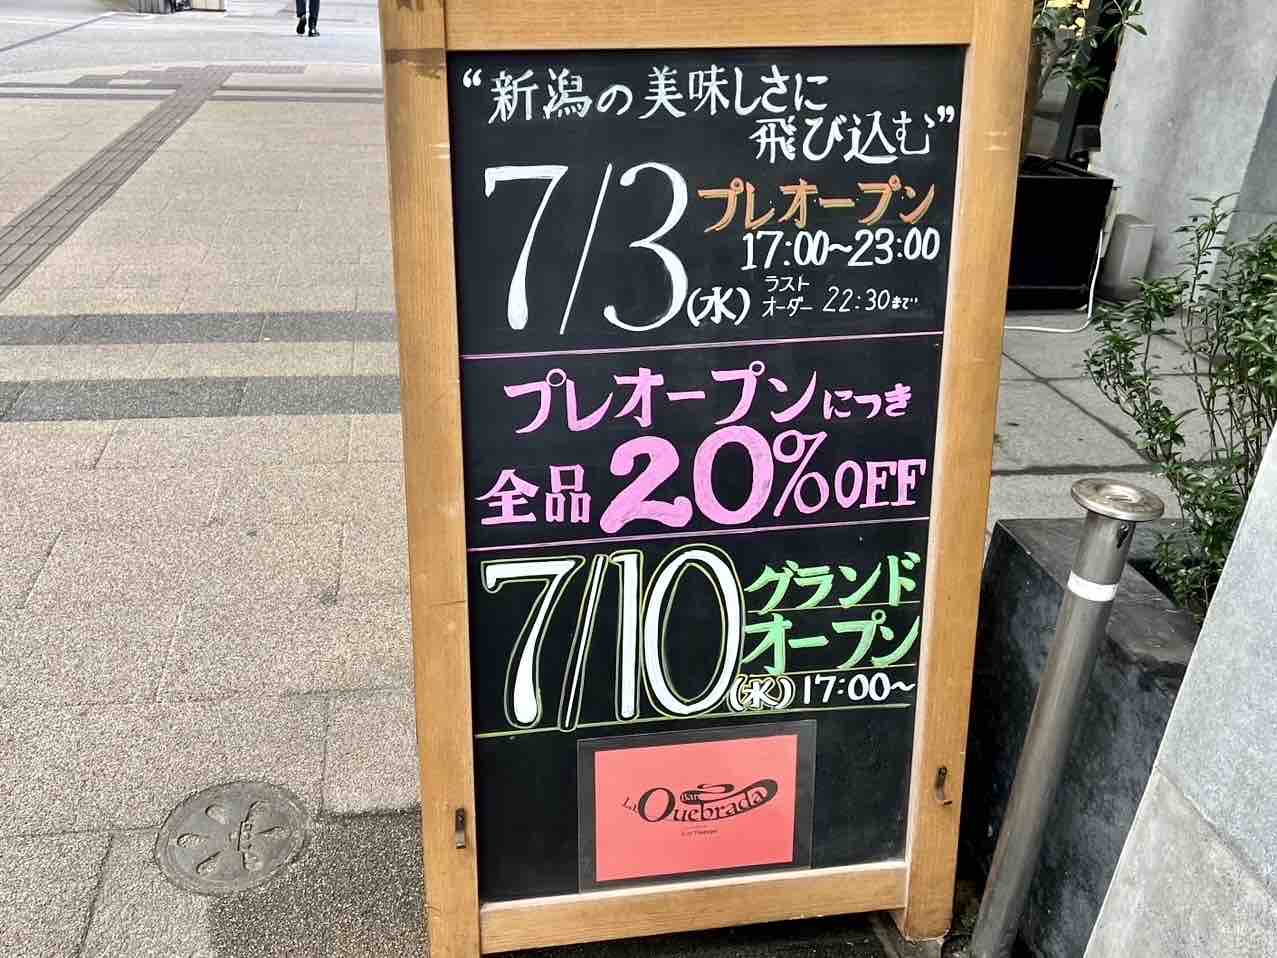 “新潟の美味しさに
飛び込む”
7/3(水)
プレオープン
17:00~23:00
ラスト
オーダー 22:30まで
プレオープンにつき
全品20%OFF
7/10(水)
グランド
オープン
17:00~
Bar
La Quebrada